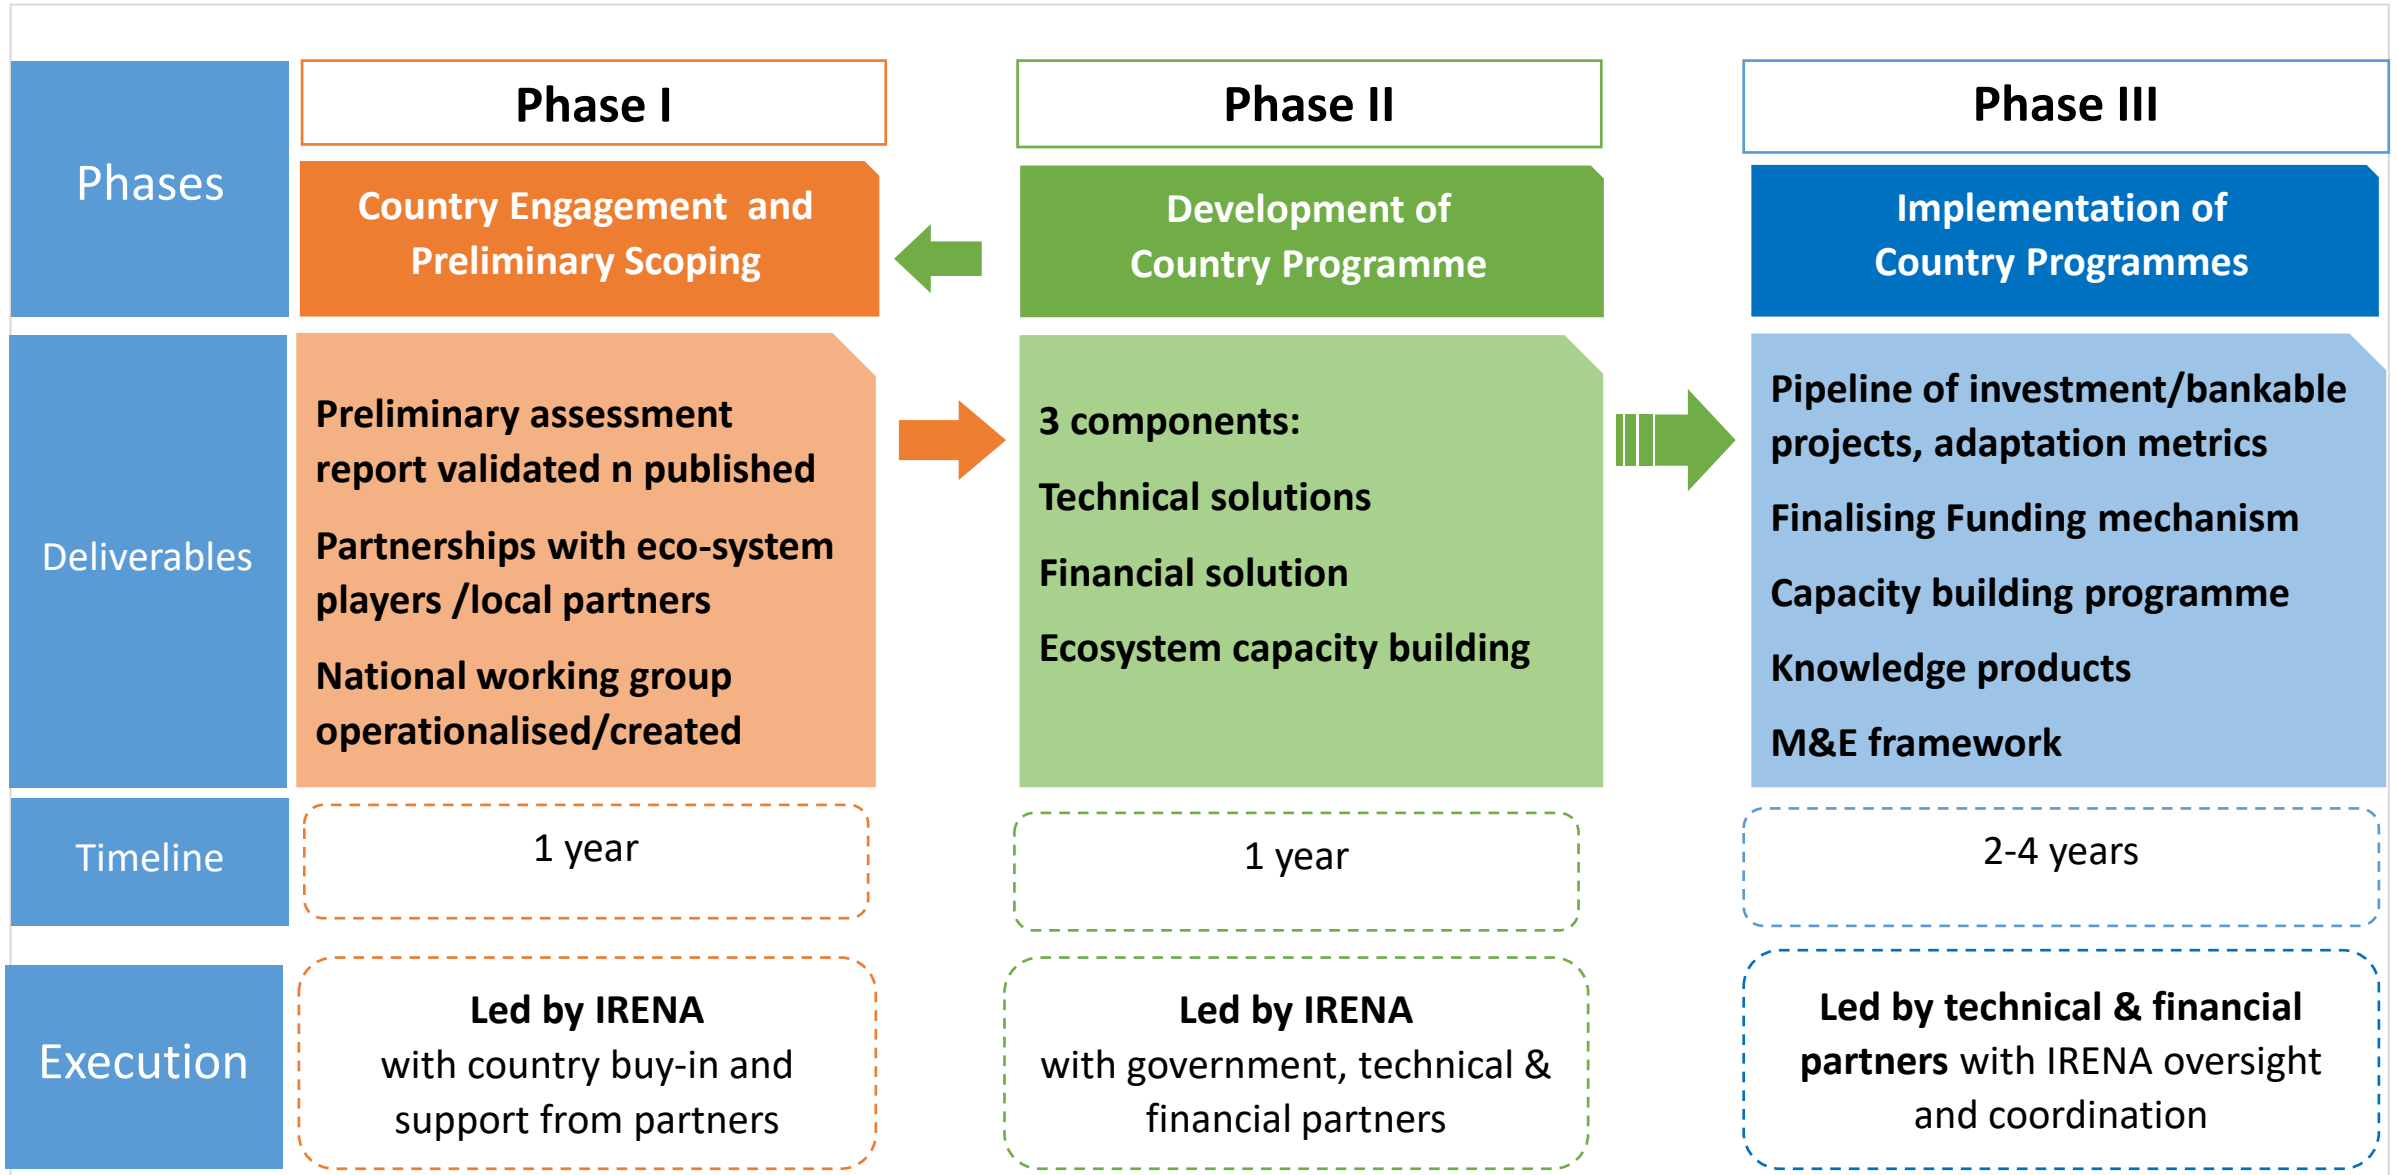 Phases
Phase I
Phase II
Phase III
Country Engagement  and
Preliminary Scoping
Development of
Country Programme
Implementation of
Country Programmes
Deliverables
Preliminary assessment
report validated n published
Partnerships with eco-system
players /local partners
National working group
operationalised/created
3 components:
Technical solutions
Financial solution
Ecosystem capacity building
Pipeline of investment/bankable
projects, adaptation metrics
Finalising Funding mechanism
Capacity building programme
Knowledge products
M&E framework
Timeline
1 year
1 year
2-4 years
Execution
Led by IRENA
with country buy-in and
support from partners
Led by IRENA
with government, technical &
financial partners
Led by technical & financial
partners with IRENA oversight
and coordination